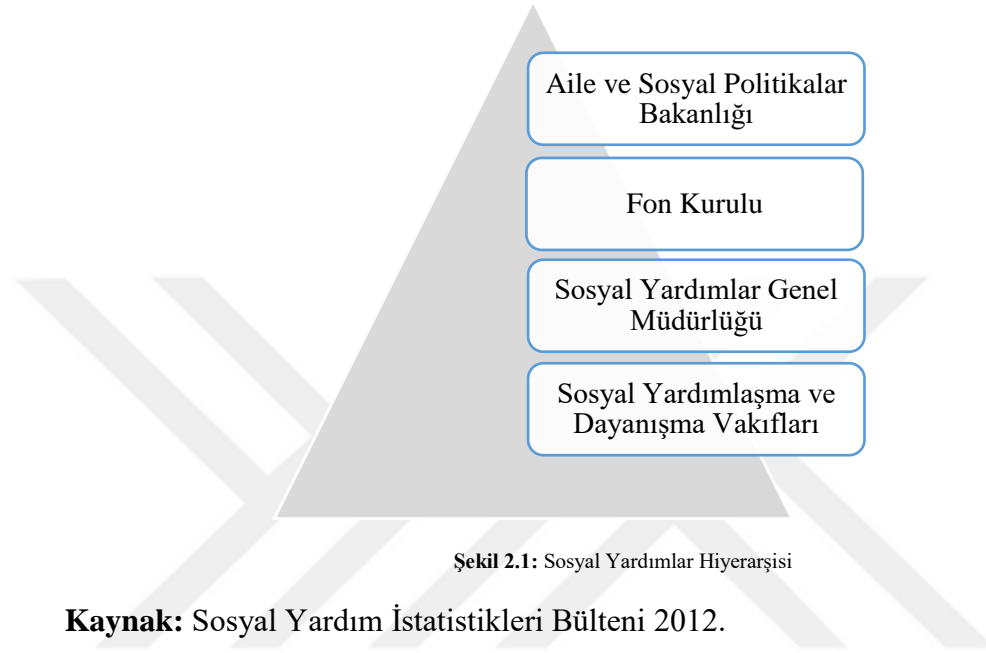 Aile ve Sosyal Politikalar
Bakanlığı
Fon Kurulu
Sosyal Yardımlar Genel
Müdürlüğü
Sosyal Yardımlaşma ve
Dayanışma Vakıfları
Şekil 2.1: Sosyal Yardımlar Hiyerarşisi
Kaynak: Sosyal Yardım İstatistikleri Bülteni 2012.